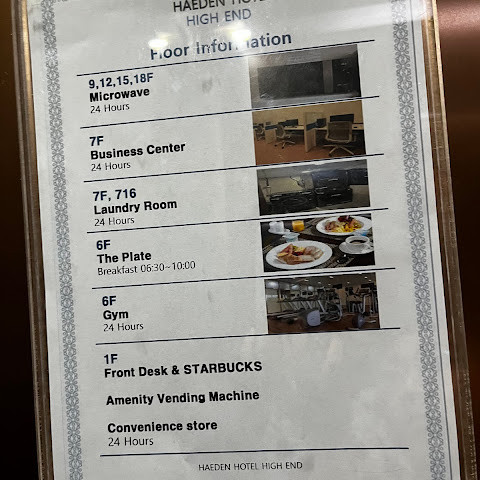 HAEDEN HOTEL
HIGH END
Floor Information
9,12,15,18F
Microwave
24 Hours
7F
Business Center
24 Hours
7F, 716
Laundry Room
24 Hours
6F
The Plate
Breakfast 06:30~10:00
6F
Gym
24 Hours
1F
Front Desk & STARBUCKS
Amenity Vending Machine
Convenience store
24 Hours
HAEDEN HOTEL HIGH END